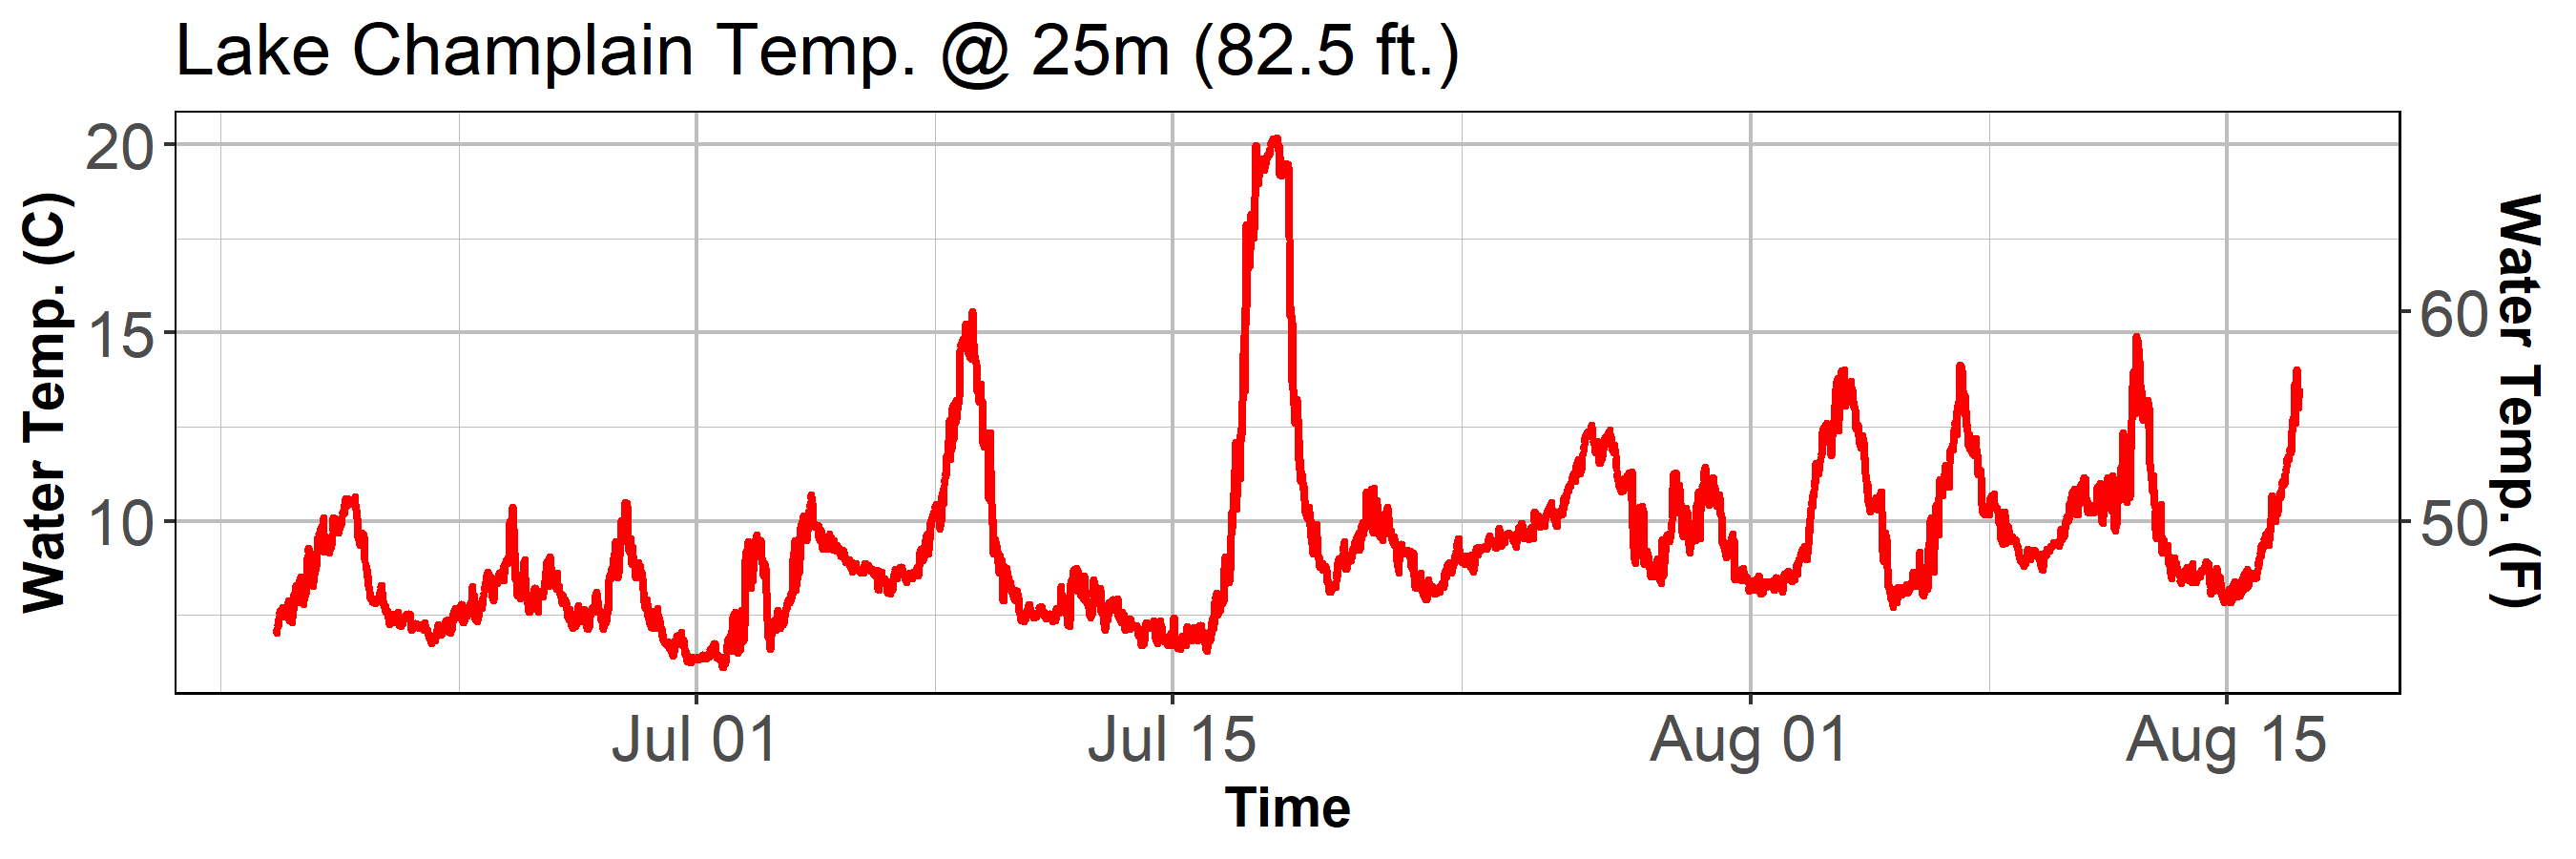 Lake Champlain Temp. @ 25m (82.5 ft.)
Water Temp. (C)
20
15
10
60
50
Water Temp. (F)
Jul 01 Jul 15 Aug 01 Aug 15
Time